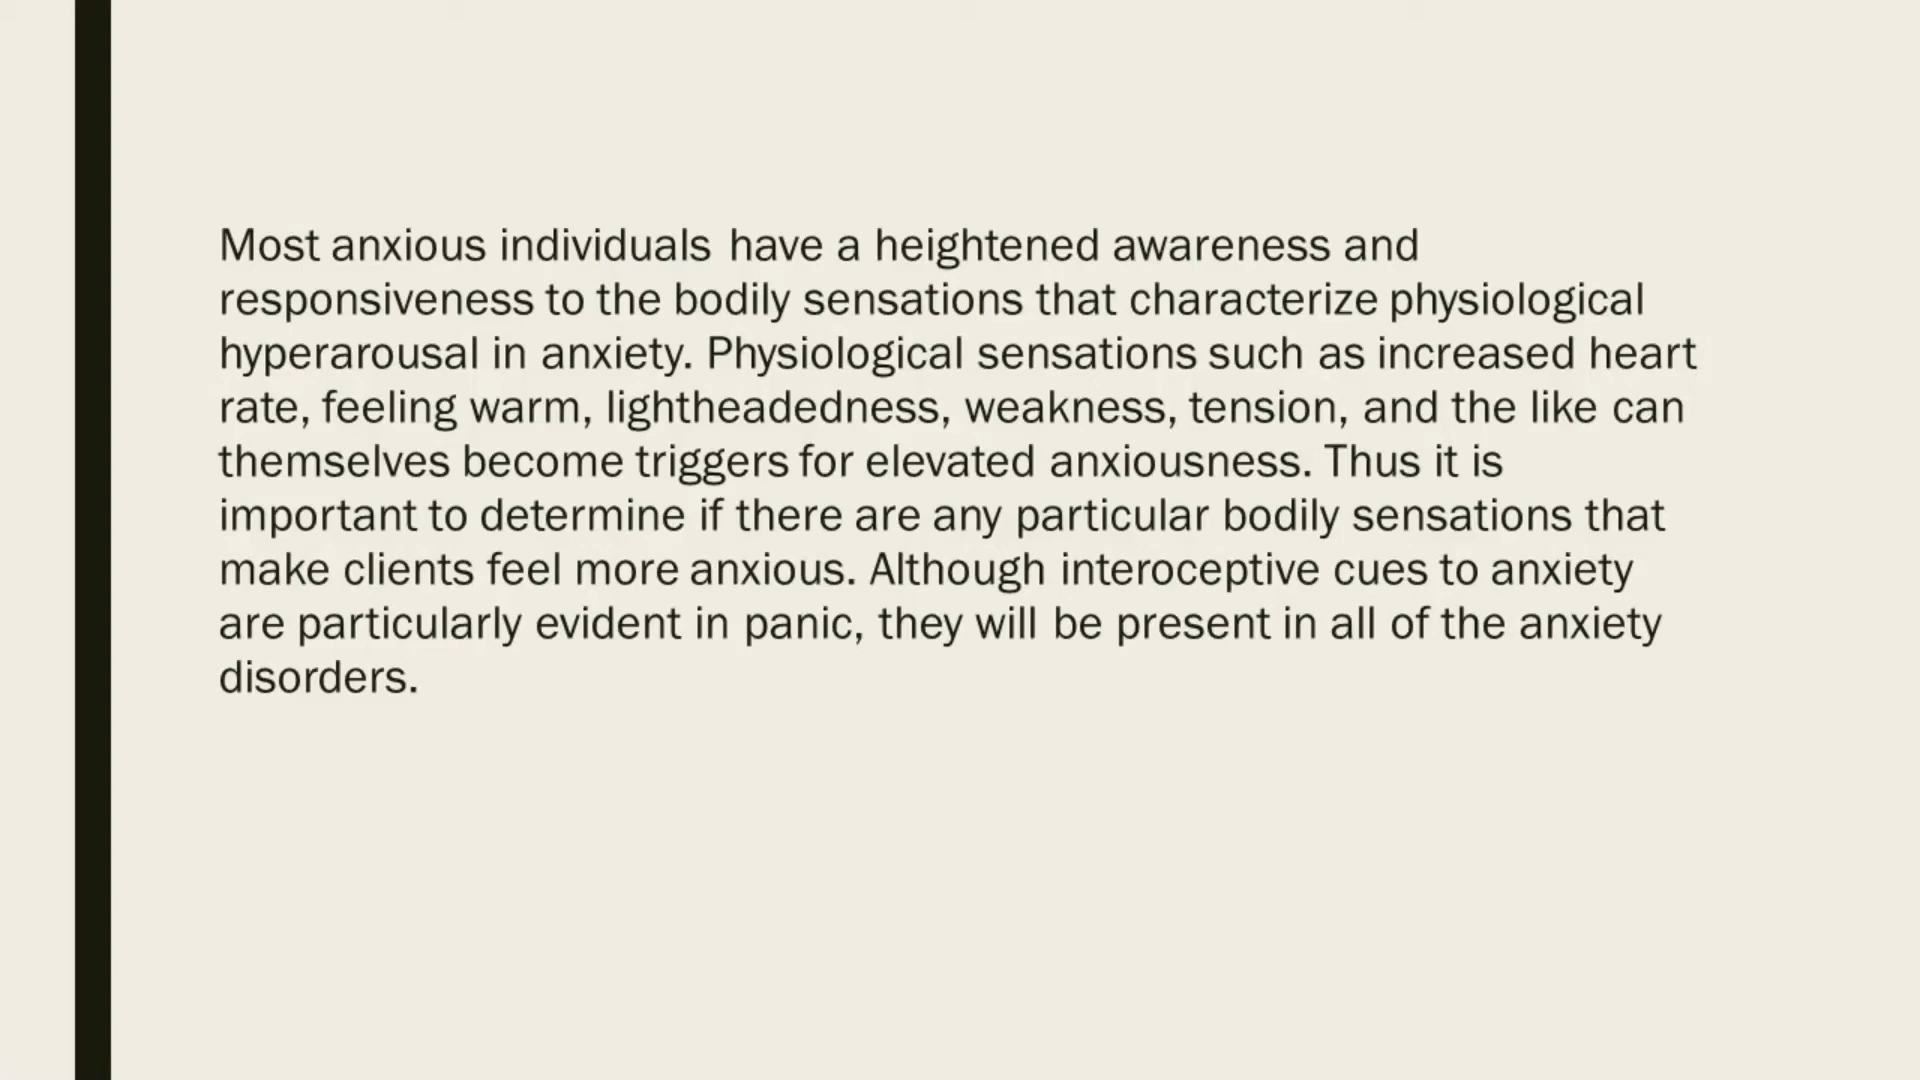 Most anxious individuals have a heightened awareness and
responsiveness to the bodily sensations that characterize physiological
hyperarousal in anxiety. Physiological sensations such as increased heart
rate, feeling warm, lightheadedness, weakness, tension, and the like can
themselves become triggers for elevated anxiousness. Thus it is
important to determine if there are any particular bodily sensations that
make clients feel more anxious. Although interoceptive cues to anxiety
are particularly evident in panic, they will be present in all of the anxiety
disorders.